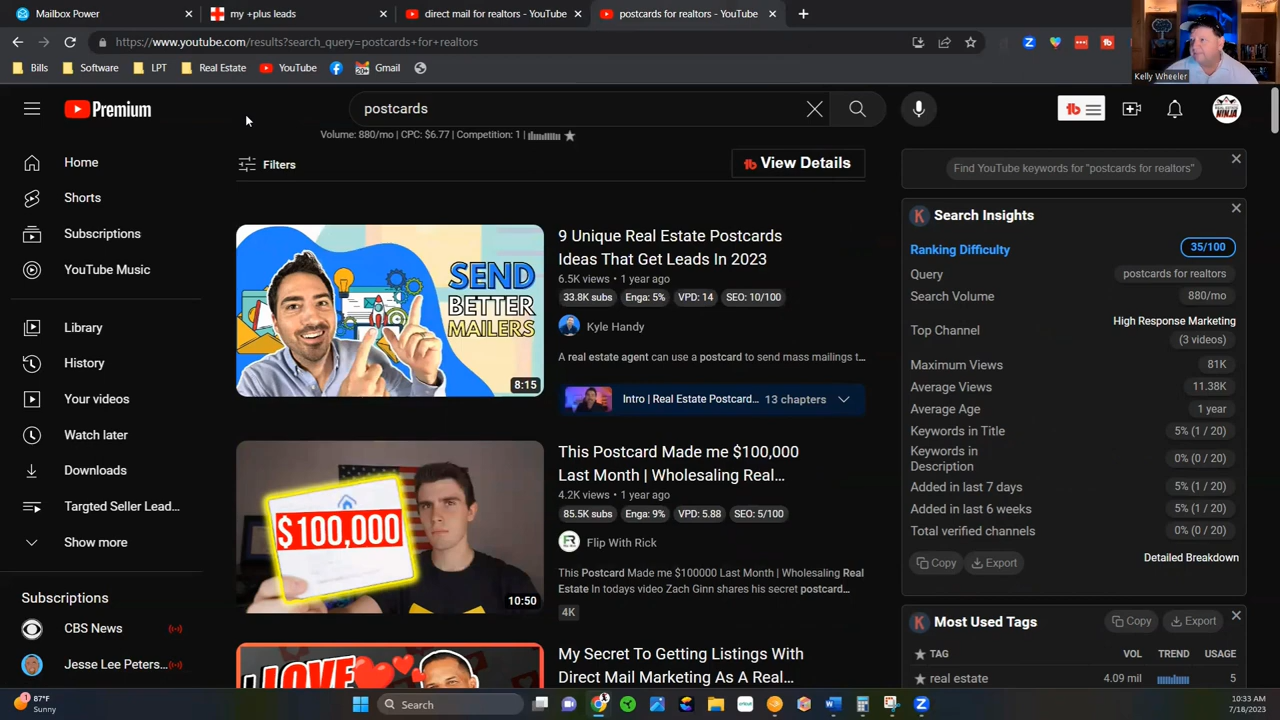 Mailbox Power
my +plus leads
direct mail for realtors - YouTube
postcards for realtors - YouTube
https://www.youtube.com/results?search_query=postcards+for+realtors
Bills
Software
LPT
Real Estate
YouTube
20+ Gmail
Kelly Wheeler
Premium
postcards
Volume: 880/mo | CPC: $6.77 | Competition: 1 |
tb
Home
Shorts
Subscriptions
YouTube Music
Library
History
Your videos
Watch later
Downloads
Targted Seller Lead...
Show more
Subscriptions
CBS News
Jesse Lee Peters...
Filters
tb View Details
SEND
BETTER
MAILERS
8:15
9 Unique Real Estate Postcards
Ideas That Get Leads In 2023
6.5K views • 1 year ago
33.8K subs Enga: 5% VPD: 14 SEO: 10/100
Kyle Handy
A real estate agent can use a postcard to send mass mailings t...
Intro | Real Estate Postcard... 13 chapters
$100,000
10:50
This Postcard Made me $100,000
Last Month | Wholesaling Real...
4.2K views • 1 year ago
85.5K subs Enga: 9% VPD: 5.88 SEO: 5/100
Flip With Rick
This Postcard Made me $100000 Last Month | Wholesaling Real
Estate In todays video Zach Ginn shares his secret postcard...
4K
I LOVE
My Secret To Getting Listings With
Direct Mail Marketing As A Real...
Find YouTube keywords for "postcards for realtors"
K Search Insights
Ranking Difficulty 35/100
Query postcards for realtors
Search Volume 880/mo
Top Channel High Response Marketing
(3 videos)
Maximum Views 81K
Average Views 11.38K
Average Age 1 year
Keywords in Title 5% (1 / 20)
Keywords in
Description 0% (0 / 20)
Added in last 7 days 5% (1 / 20)
Added in last 6 weeks 5% (1 / 20)
Total verified channels 0% (0 / 20)
Copy Export Detailed Breakdown
K Most Used Tags Copy Export
TAG VOL TREND USAGE
real estate 4.09 mil 5
87°F
Sunny
Search
10:33 AM
7/18/2023